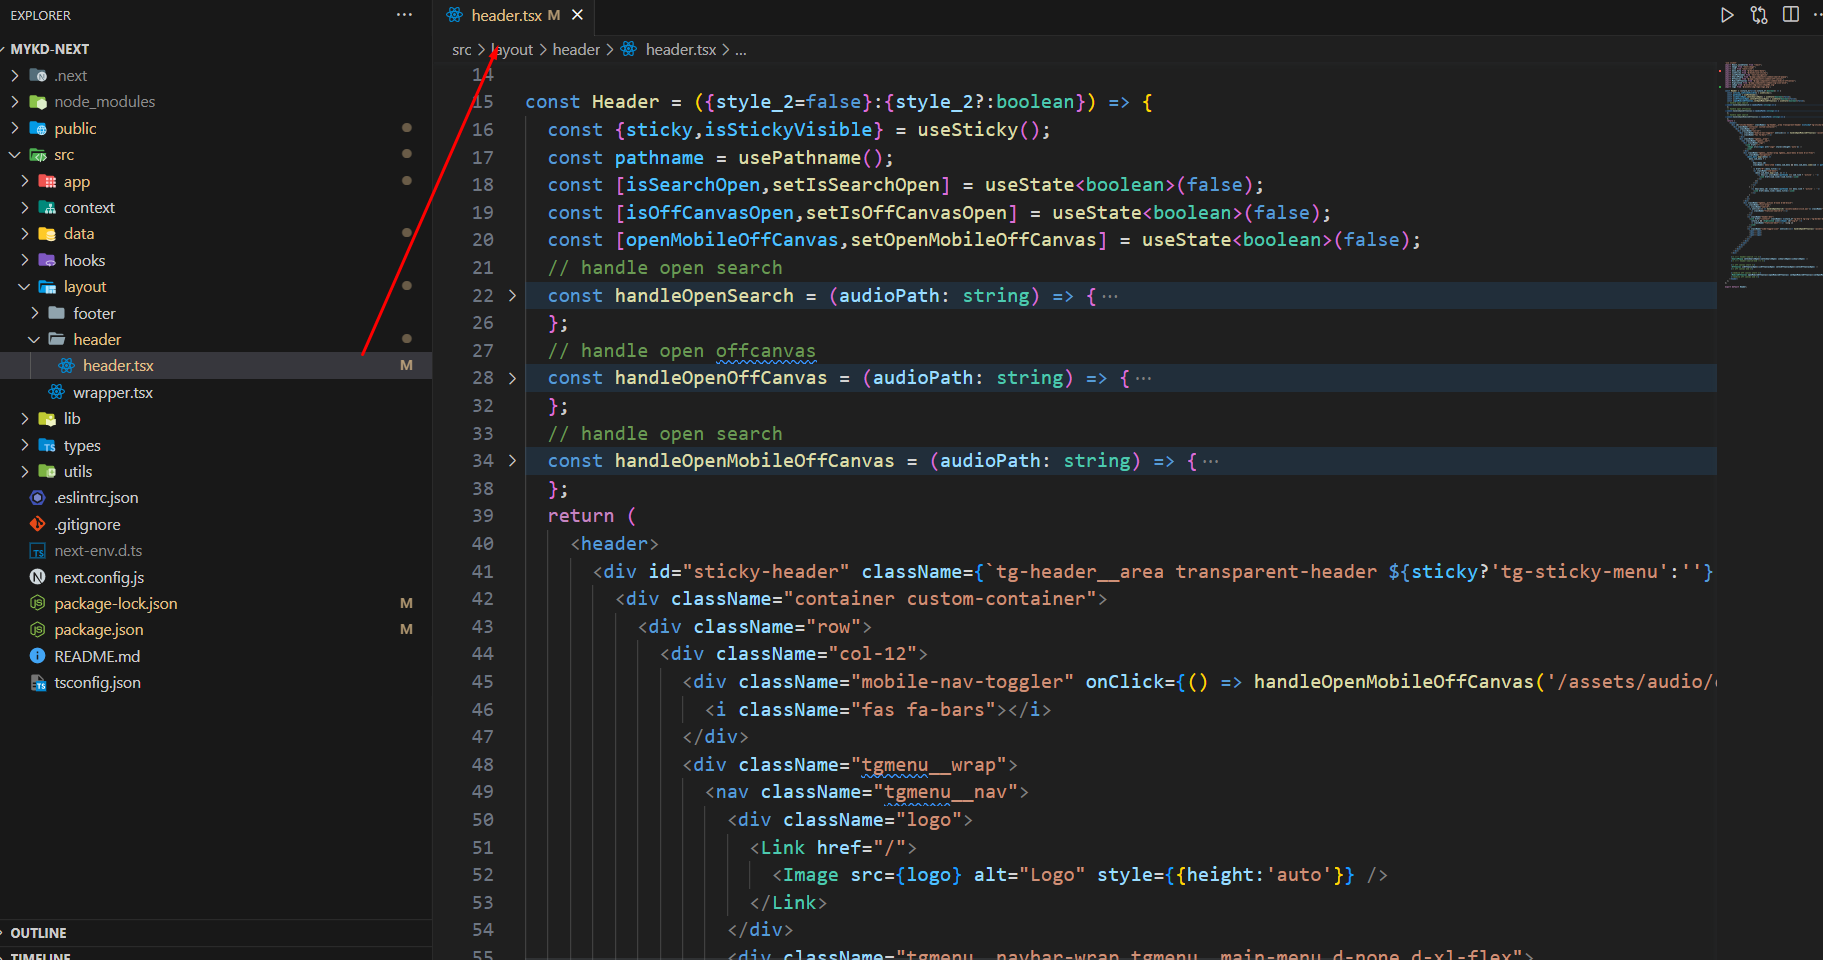 EXPLORER
MYKD-NEXT
.next
node_modules
public
src
app
context
data
hooks
layout
footer
header
header.tsx M
wrapper.tsx
lib
types
utils
.eslintrc.json
.gitignore
next-env.d.ts
next.config.js
package-lock.json M
package.json M
README.md
tsconfig.json
OUTLINE
TIMELINE
header.tsx M
src > layout > header > header.tsx > ...
14
15 const Header = ({style_2=false}:{style_2?:boolean}) => {
16 const {sticky,isStickyVisible} = useSticky();
17 const pathname = usePathname();
18 const [isSearchOpen,setIsSearchOpen] = useState<boolean>(false);
19 const [isOffCanvasOpen,setIsOffCanvasOpen] = useState<boolean>(false);
20 const [openMobileOffCanvas,setOpenMobileOffCanvas] = useState<boolean>(false);
21 // handle open search
22 const handleOpenSearch = (audioPath: string) => { ...
26 };
27 // handle open offcanvas
28 const handleOpenOffCanvas = (audioPath: string) => { ...
32 };
33 // handle open search
34 const handleOpenMobileOffCanvas = (audioPath: string) => { ...
38 };
39 return (
40 <header>
41 <div id="sticky-header" className={`tg-header__area transparent-header ${sticky?'tg-sticky-menu':''}
42 <div className="container custom-container">
43 <div className="row">
44 <div className="col-12">
45 <div className="mobile-nav-toggler" onClick={() => handleOpenMobileOffCanvas('/assets/audio/
46 <i className="fas fa-bars"></i>
47 </div>
48 <div className="tgmenu__wrap">
49 <nav className="tgmenu__nav">
50 <div className="logo">
51 <Link href="/">
52 <Image src={logo} alt="Logo" style={{height:'auto'}} />
53 </Link>
54 </div>
55 <div className="tgmenu__navbar-wrap tgmenu__main-menu d-none d-xl-flex">